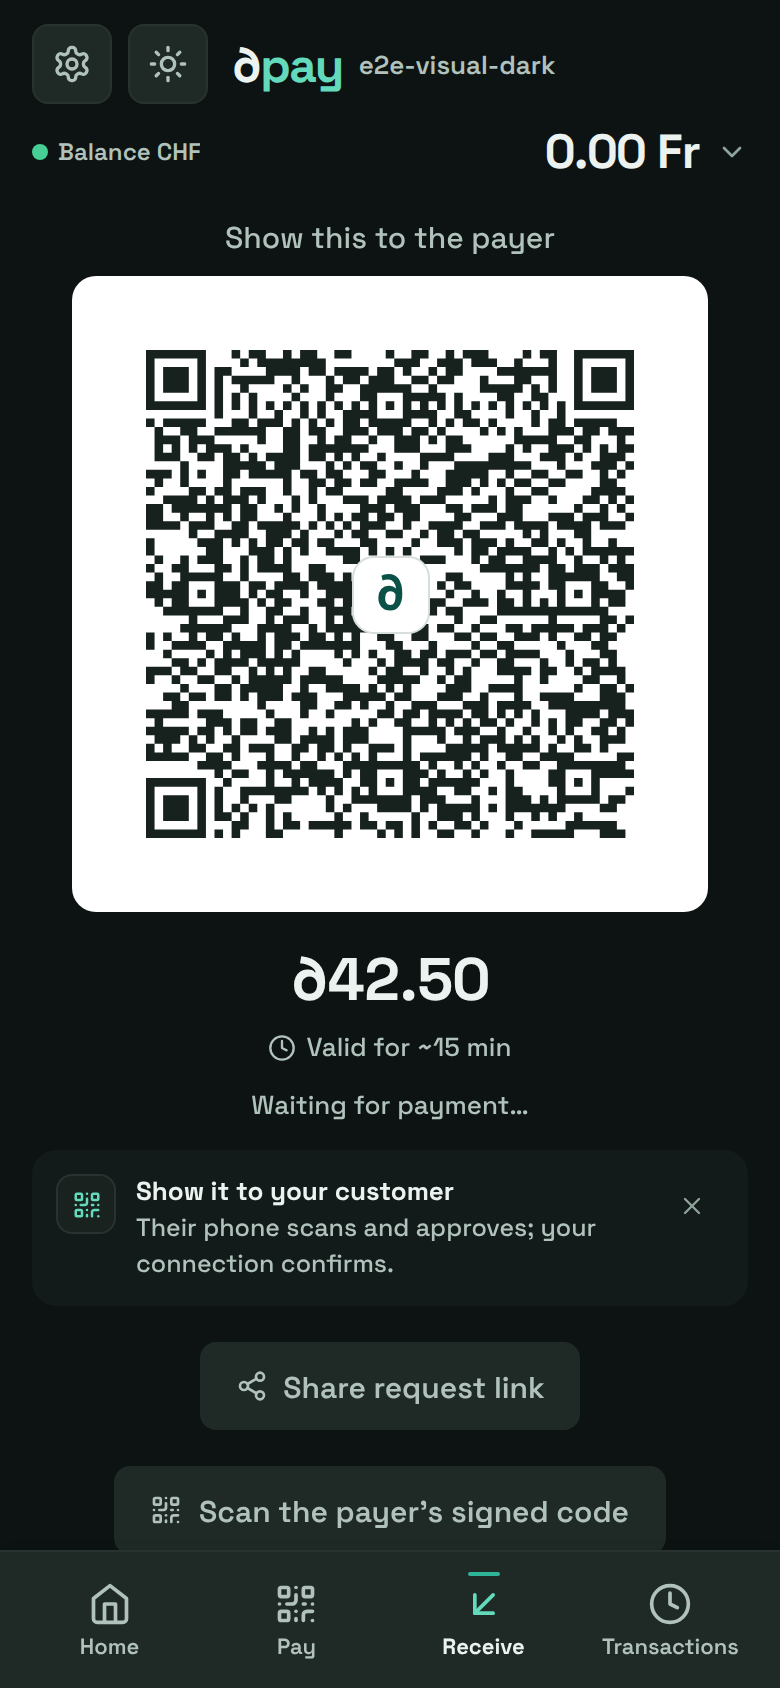 ∂pay e2e-visual-dark
Balance CHF 0.00 Fr
Show this to the payer
∂
∂42.50
Valid for ~15 min
Waiting for payment…
Show it to your customer
Their phone scans and approves; your
connection confirms.
Share request link
Scan the payer’s signed code
Home Pay Receive Transactions